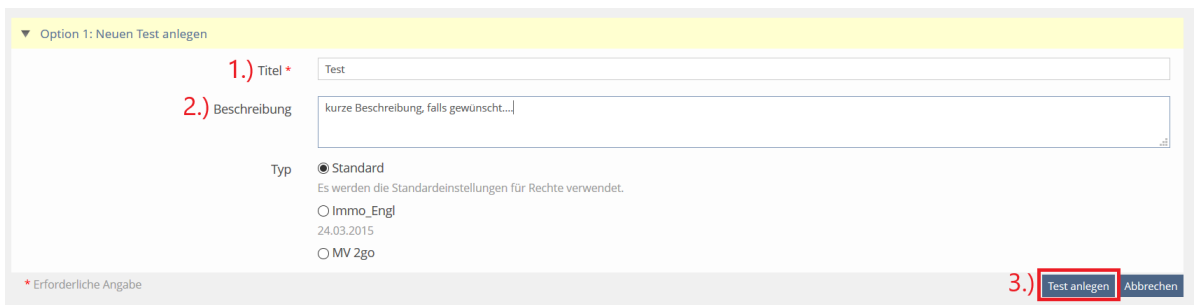 Option 1: Neuen Test anlegen
1.) Titel * Test
2.) Beschreibung kurze Beschreibung, falls gewünscht....
Typ Standard
Es werden die Standardeinstellungen für Rechte verwendet.
Immo_Engl
24.03.2015
MV 2go
* Erforderliche Angabe 3.) Test anlegen Abbrechen